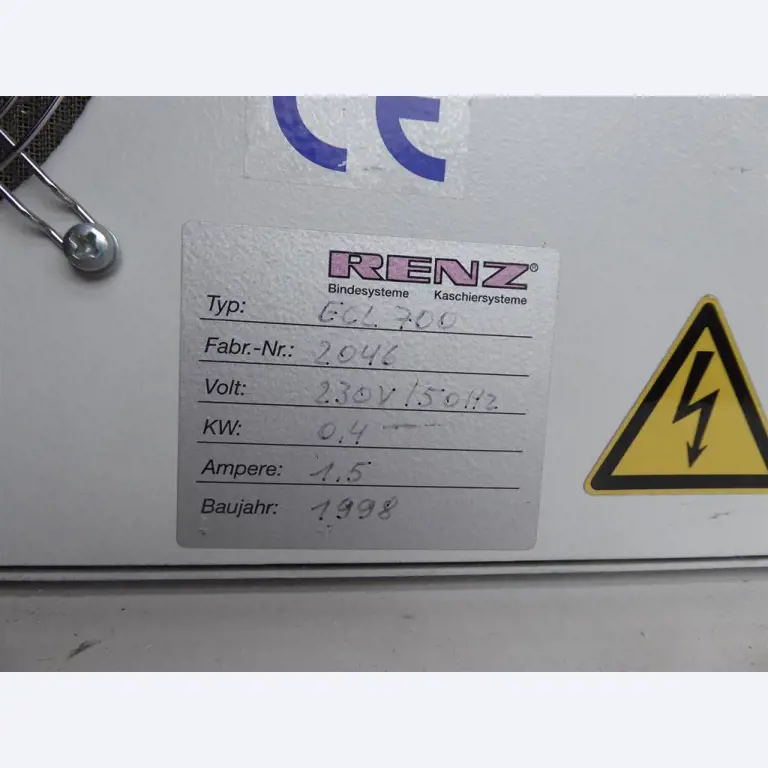 CE
RENZ®
Bindesysteme Kaschiersysteme
Typ: ECL 700
Fabr.-Nr.: 2046
Volt: 230V/50Hz
KW: 0,4
Ampere: 1.5
Baujahr: 1998